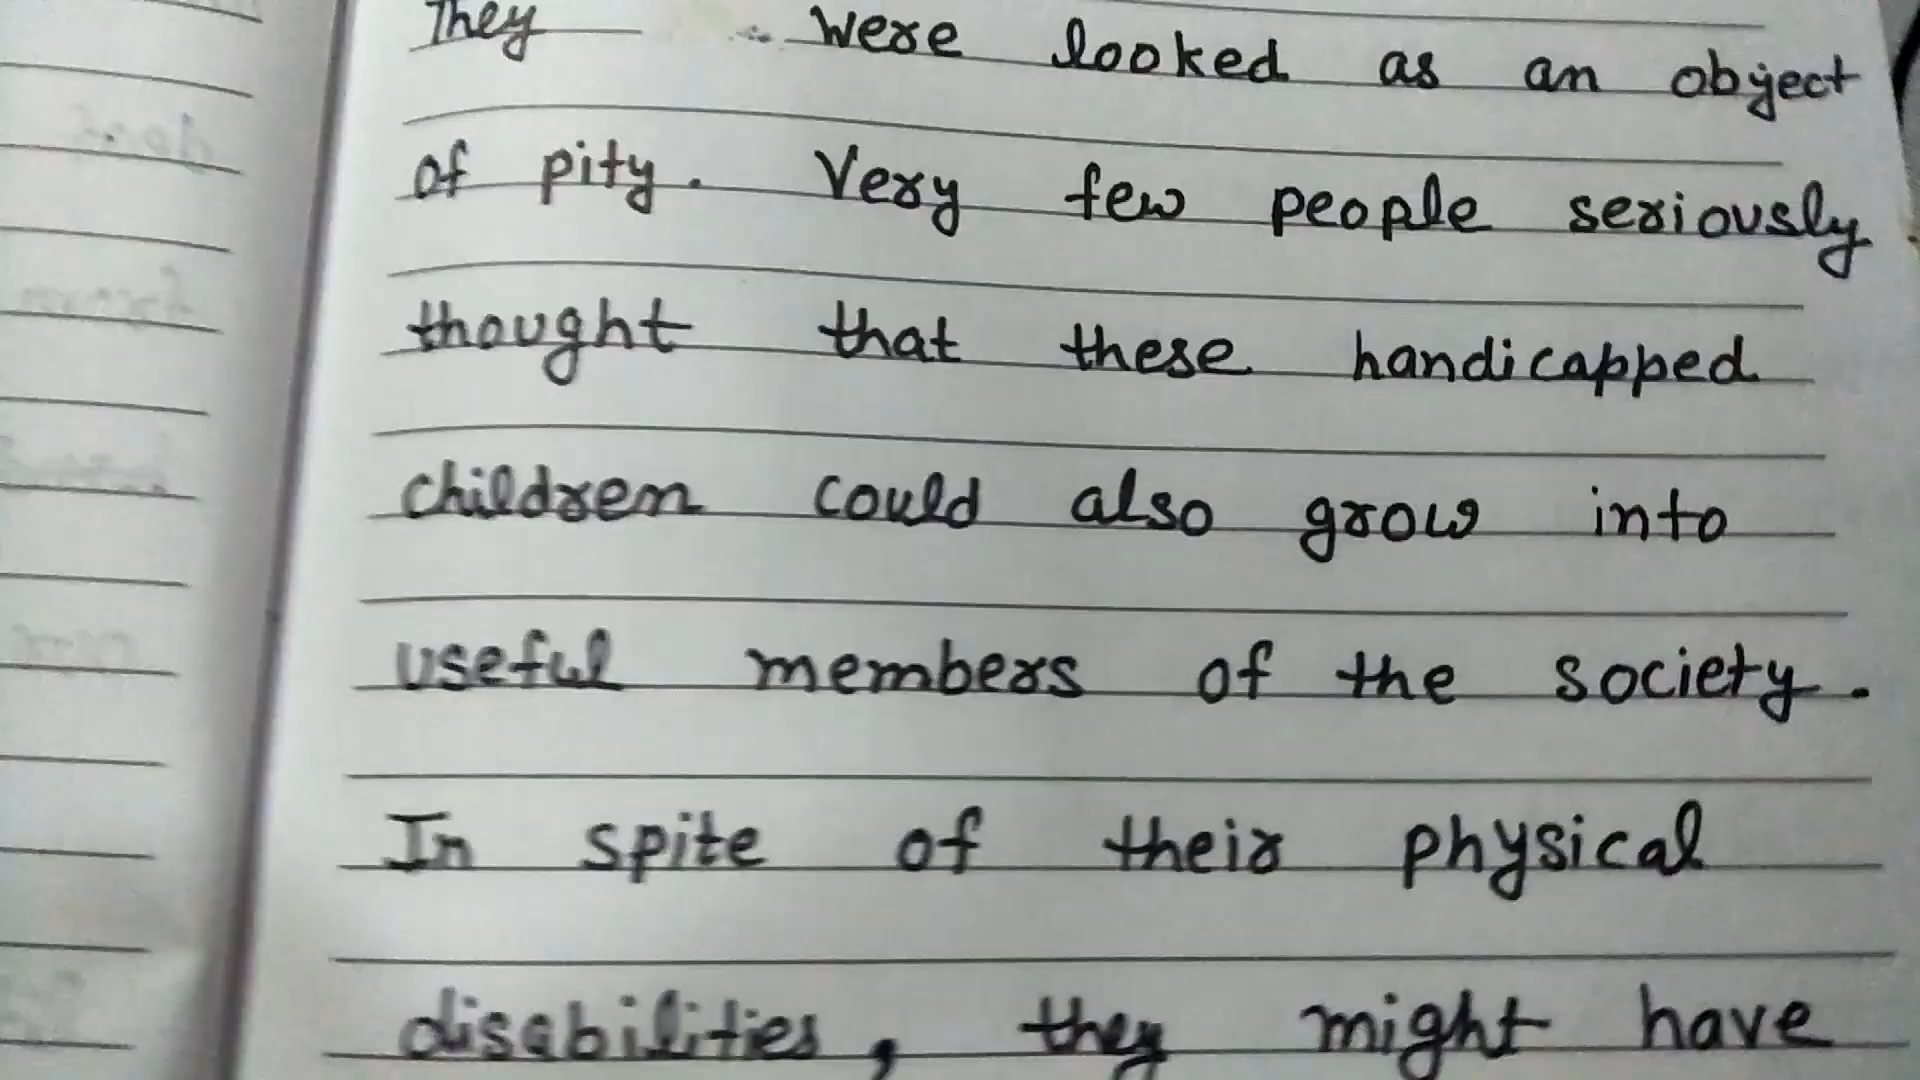 They were looked as an object
of pity. Very few people seriously
thought that these handicapped
children could also grow into
useful members of the society.
In spite of their physical
disabilities, they might have